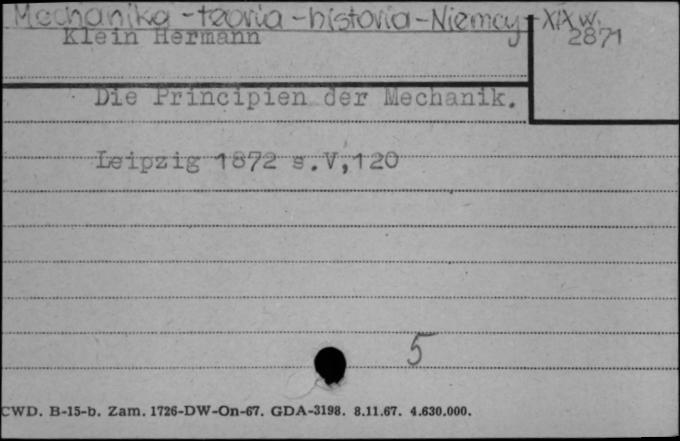 Mechanika - teoria - historia - Niemcy - XIX w.
Klein Hermann 2871
Die Principien der Mechanik.
Leipzig 1872 s.V,120
5
CWD. B-15-b. Zam. 1726-DW-On-67. GDA-3198. 8.11.67. 4.630.000.